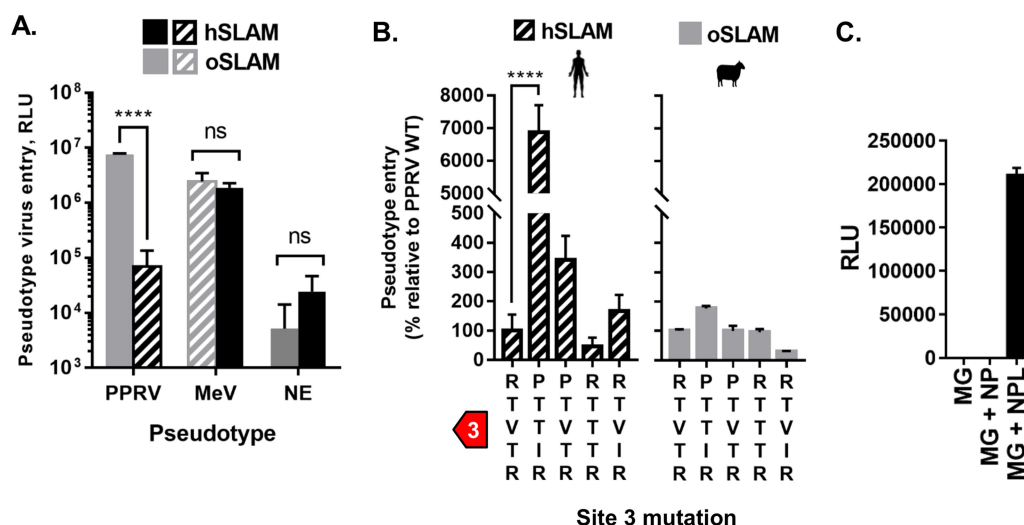 A.
hSLAM
oSLAM
Pseudotype virus entry, RLU
10^8
10^7
10^6
10^5
10^4
10^3
****
ns
ns
PPRV MeV NE
Pseudotype
B.
hSLAM
oSLAM
Pseudotype entry
(% relative to PPRV WT)
8000
7000
6000
5000
500
400
300
200
100
0
****
R P P R R R P P R R
T T T T T T T T T T
V T V T V V T V T V
T I T T I T I T T I
R R R R R R R R R R
3
Site 3 mutation
C.
RLU
250000
200000
150000
100000
50000
0
MG
MG + NP
MG + NPL